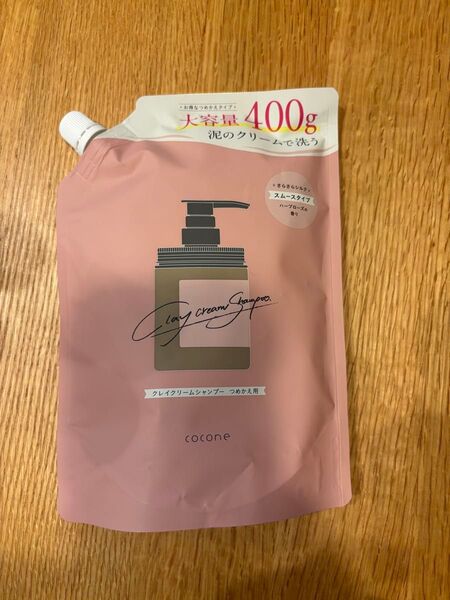 お得なつめかえタイプ
大容量400g
泥のクリームで洗う
さらさらシルク
スムースタイプ
ハーブローズの
香り
Clay cream Shampoo.
クレイクリームシャンプー つめかえ用
cocone